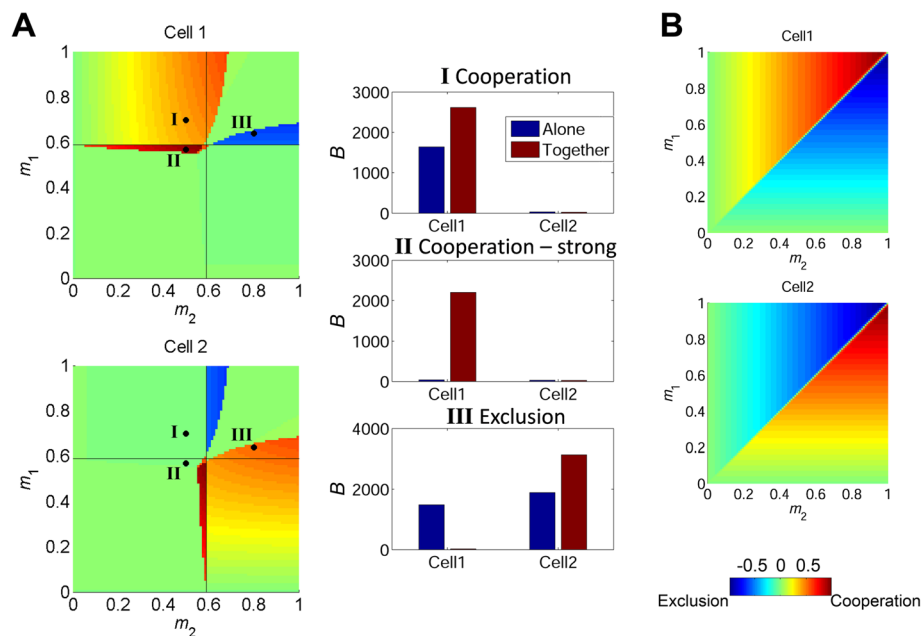 A
B
Cell 1
1
0.8
0.6
0.4
0.2
0
m1
I
II
III
0 0.2 0.4 0.6 0.8 1
m2
Cell 2
1
0.8
0.6
0.4
0.2
0
m1
I
II
III
0 0.2 0.4 0.6 0.8 1
m2
I Cooperation
3000
2000
1000
0
B
Alone
Together
Cell1 Cell2
II Cooperation – strong
3000
2000
1000
0
B
Cell1 Cell2
III Exclusion
4000
2000
0
B
Cell1 Cell2
Cell1
1
0.8
0.6
0.4
0.2
0
m1
0 0.2 0.4 0.6 0.8 1
m2
Cell2
1
0.8
0.6
0.4
0.2
0
m1
0 0.2 0.4 0.6 0.8 1
m2
-0.5 0 0.5
Exclusion Cooperation